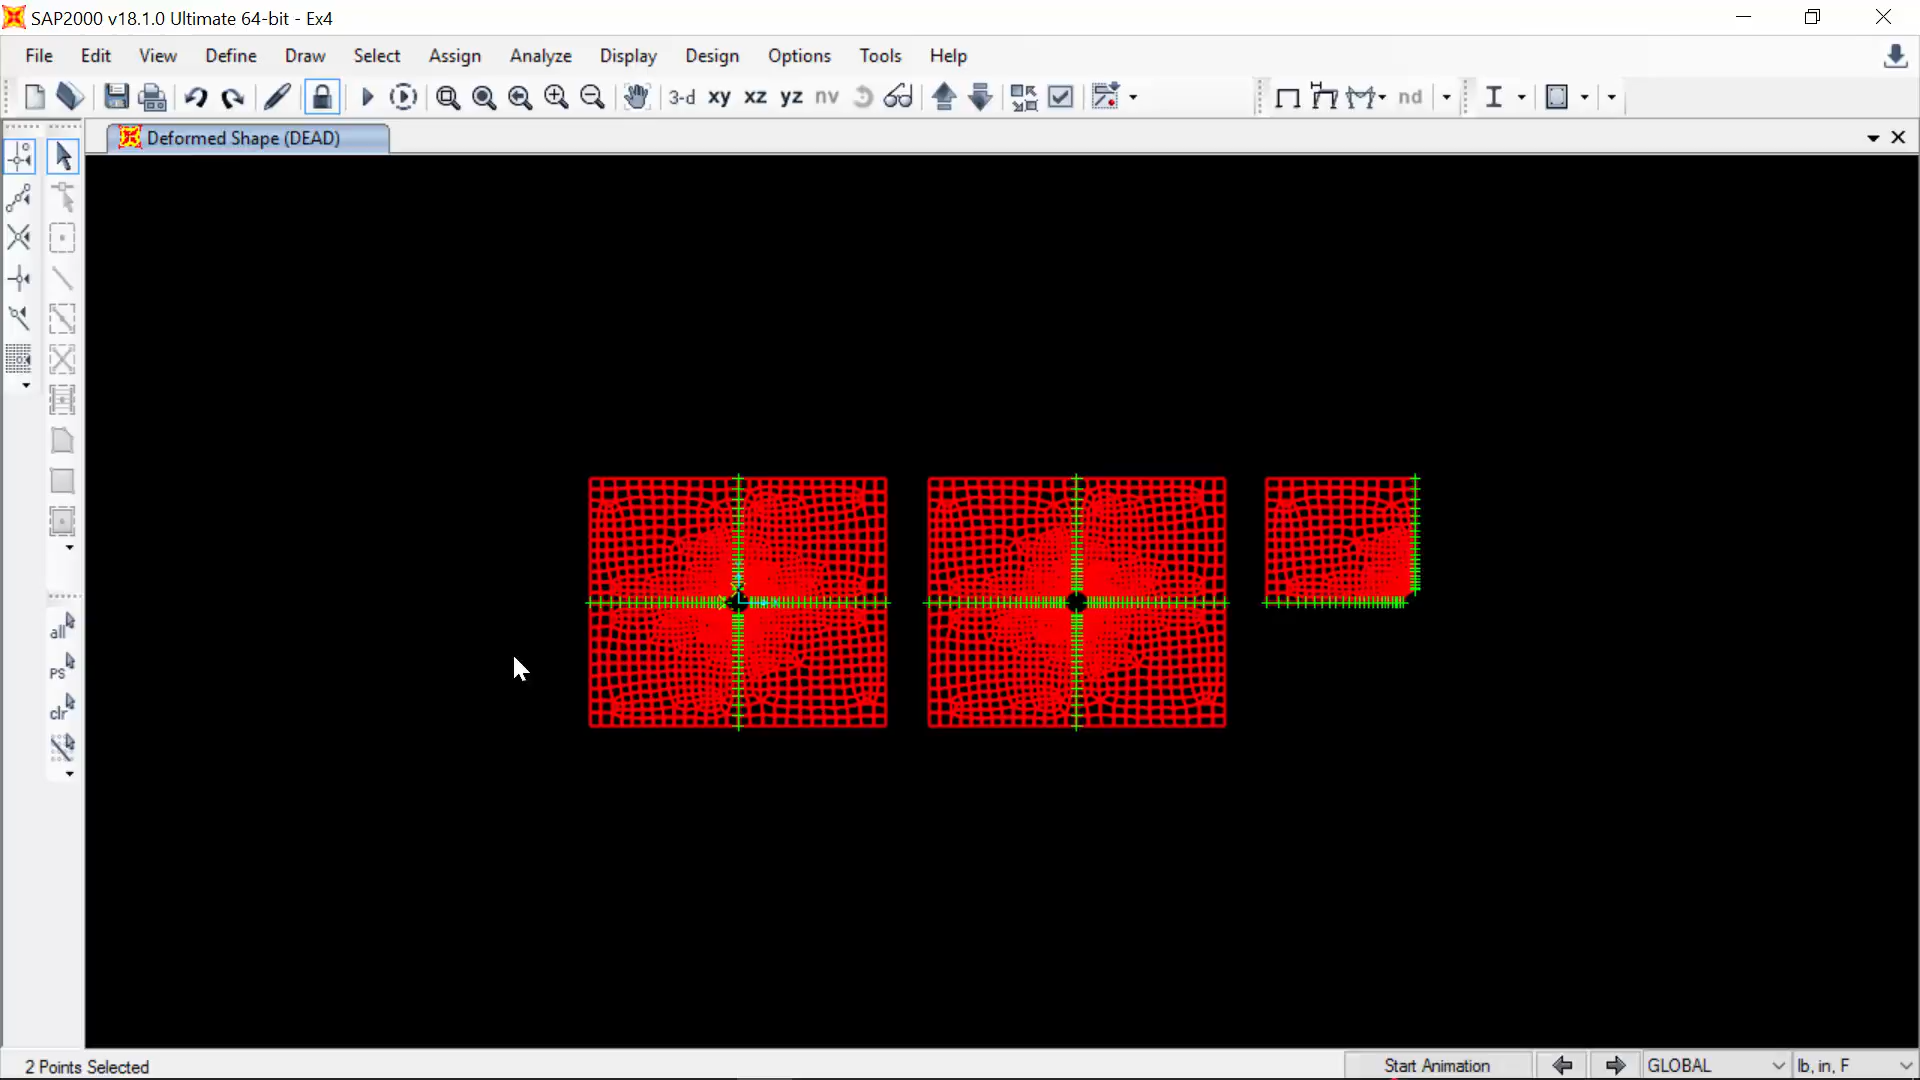 SAP2000 v18.1.0 Ultimate 64-bit - Ex4
File Edit View Define Draw Select Assign Analyze Display Design Options Tools Help
3-d xy xz yz nv nd
Deformed Shape (DEAD)
all
PS
clr
2 Points Selected
Start Animation
GLOBAL
lb, in, F